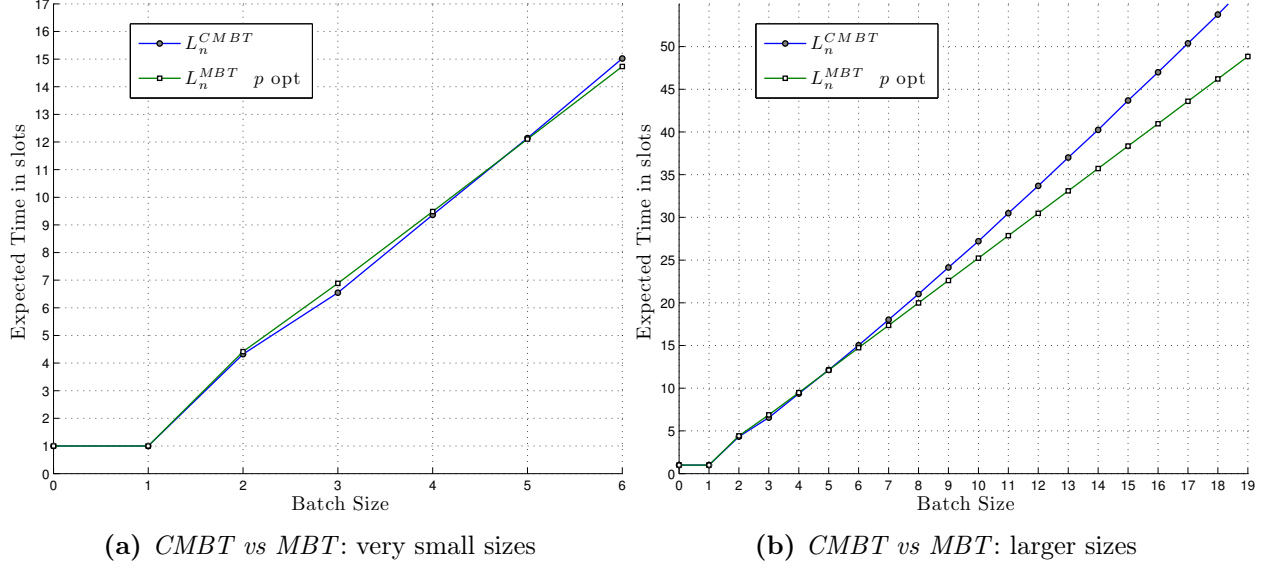 17
16
15
14
13
12
11
10
9
8
7
6
5
4
3
2
1
0
Expected Time in slots
L_n^{CMBT}
L_n^{MBT} p opt
0 1 2 3 4 5 6
Batch Size
(a) CMBT vs MBT: very small sizes
50
45
40
35
30
25
20
15
10
5
0
Expected Time in slots
L_n^{CMBT}
L_n^{MBT} p opt
0 1 2 3 4 5 6 7 8 9 10 11 12 13 14 15 16 17 18 19
Batch Size
(b) CMBT vs MBT: larger sizes